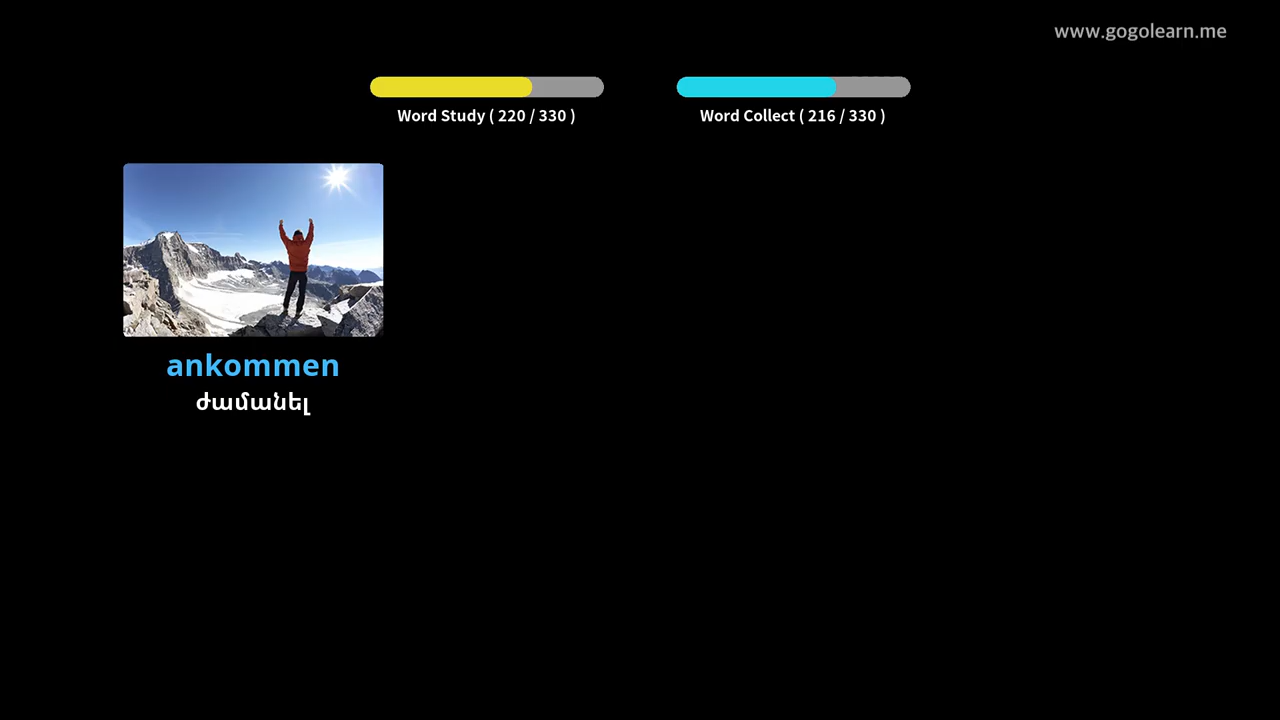 www.gogolearn.me
Word Study ( 220 / 330 )
Word Collect ( 216 / 330 )
ankommen
ժամանել